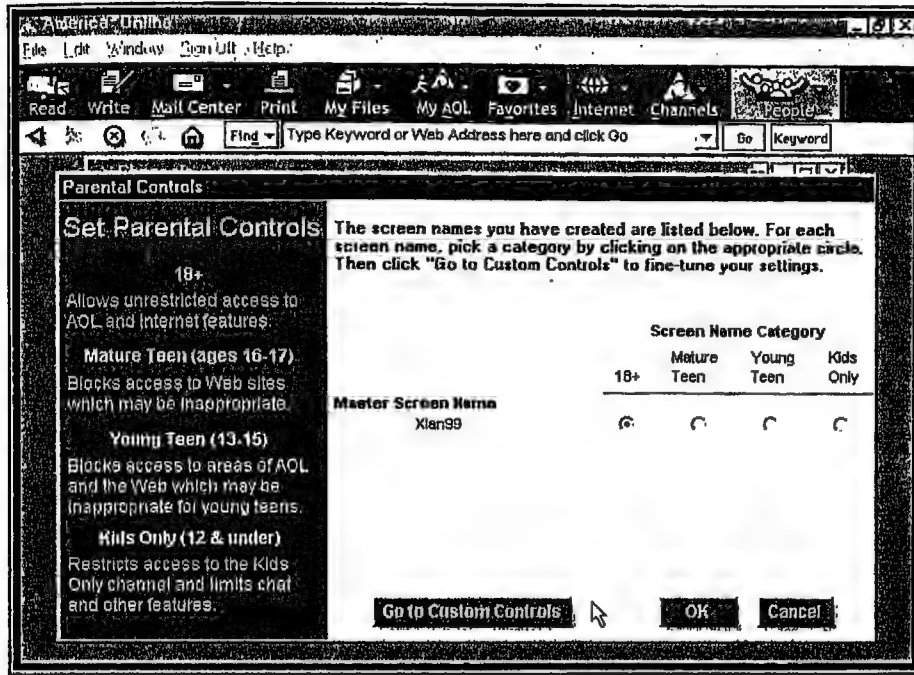 America Online
File Edit Window Sign Off Help
Read Write Mail Center Print My Files My AOL Favorites Internet Channels People
Find Type Keyword or Web Address here and click Go Go Keyword
Parental Controls
Set Parental Controls
18+
Allows unrestricted access to
AOL and Internet features.
Mature Teen (ages 16-17)
Blocks access to Web sites
which may be inappropriate.
Young Teen (13-15)
Blocks access to areas of AOL
and the Web which may be
inappropriate for young teens.
Kids Only (12 & under)
Restricts access to the Kids
Only channel and limits chat
and other features.
The screen names you have created are listed below. For each
screen name, pick a category by clicking on the appropriate circle.
Then click "Go to Custom Controls" to fine-tune your settings.
Screen Name Category
18+ Mature Teen Young Teen Kids Only
Master Screen Name
Xlan99
Go to Custom Controls OK Cancel